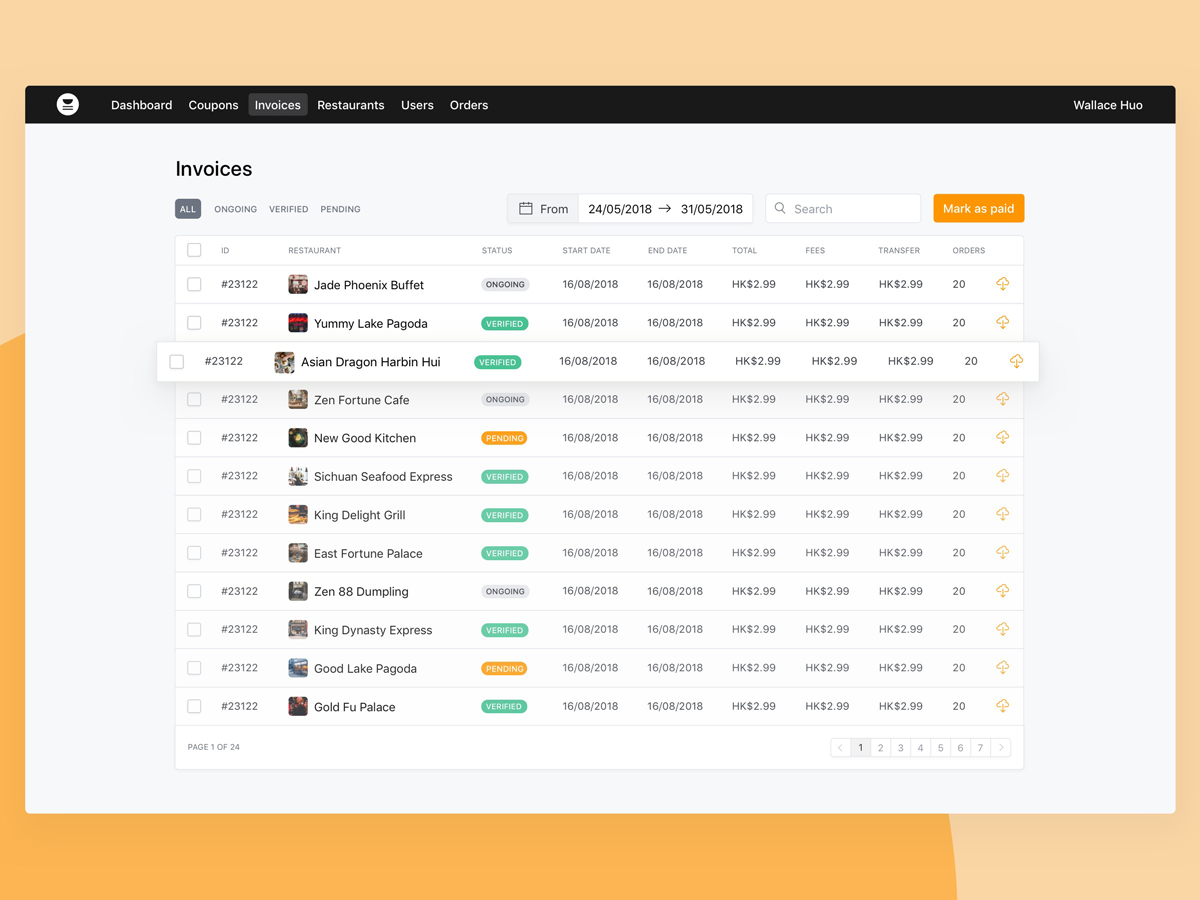 Dashboard Coupons Invoices Restaurants Users Orders Wallace Huo
Invoices
ALL ONGOING VERIFIED PENDING From 24/05/2018 → 31/05/2018 Search Mark as paid
ID RESTAURANT STATUS START DATE END DATE TOTAL FEES TRANSFER ORDERS
#23122 Jade Phoenix Buffet ONGOING 16/08/2018 16/08/2018 HK$2.99 HK$2.99 HK$2.99 20
#23122 Yummy Lake Pagoda VERIFIED 16/08/2018 16/08/2018 HK$2.99 HK$2.99 HK$2.99 20
#23122 Asian Dragon Harbin Hui VERIFIED 16/08/2018 16/08/2018 HK$2.99 HK$2.99 HK$2.99 20
#23122 Zen Fortune Cafe ONGOING 16/08/2018 16/08/2018 HK$2.99 HK$2.99 HK$2.99 20
#23122 New Good Kitchen PENDING 16/08/2018 16/08/2018 HK$2.99 HK$2.99 HK$2.99 20
#23122 Sichuan Seafood Express VERIFIED 16/08/2018 16/08/2018 HK$2.99 HK$2.99 HK$2.99 20
#23122 King Delight Grill VERIFIED 16/08/2018 16/08/2018 HK$2.99 HK$2.99 HK$2.99 20
#23122 East Fortune Palace VERIFIED 16/08/2018 16/08/2018 HK$2.99 HK$2.99 HK$2.99 20
#23122 Zen 88 Dumpling ONGOING 16/08/2018 16/08/2018 HK$2.99 HK$2.99 HK$2.99 20
#23122 King Dynasty Express VERIFIED 16/08/2018 16/08/2018 HK$2.99 HK$2.99 HK$2.99 20
#23122 Good Lake Pagoda PENDING 16/08/2018 16/08/2018 HK$2.99 HK$2.99 HK$2.99 20
#23122 Gold Fu Palace VERIFIED 16/08/2018 16/08/2018 HK$2.99 HK$2.99 HK$2.99 20
PAGE 1 OF 24 < 1 2 3 4 5 6 7 >